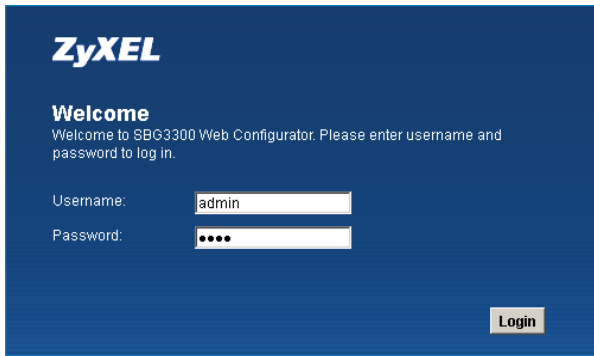 ZyXEL
Welcome
Welcome to SBG3300 Web Configurator. Please enter username and
password to log in.
Username: admin
Password: ••••
Login